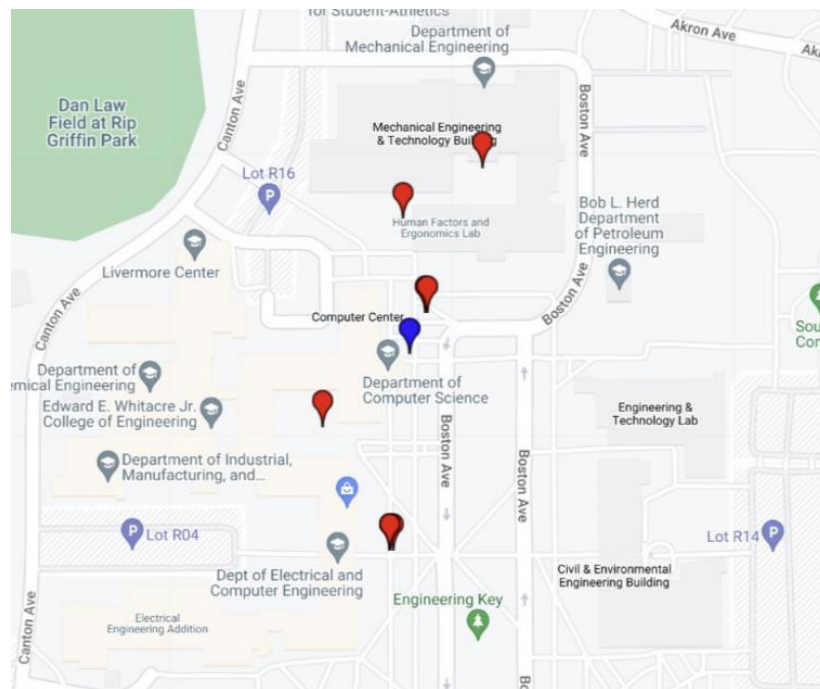 for Student-Athletics
Department of
Mechanical Engineering
Akron Ave
Canton Ave
Boston Ave
Dan Law
Field at Rip
Griffin Park
Mechanical Engineering
& Technology
Lot R16
Human Factors and
Ergonomics Lab
Bob L. Herd
Department
of Petroleum
Engineering
Livermore Center
Canton Ave
Computer Center
Boston Ave
Department of
Computer Science
Department of
emical Engineering
Edward E. Whitacre Jr.
College of Engineering
Engineering &
Technology Lab
Department of Industrial,
Manufacturing, and...
Boston Ave
Boston Ave
Lot R04
Lot R14
Dept of Electrical and
Computer Engineering
Civil & Environmental
Engineering Building
Engineering Key
Electrical
Engineering Addition
Canton Ave